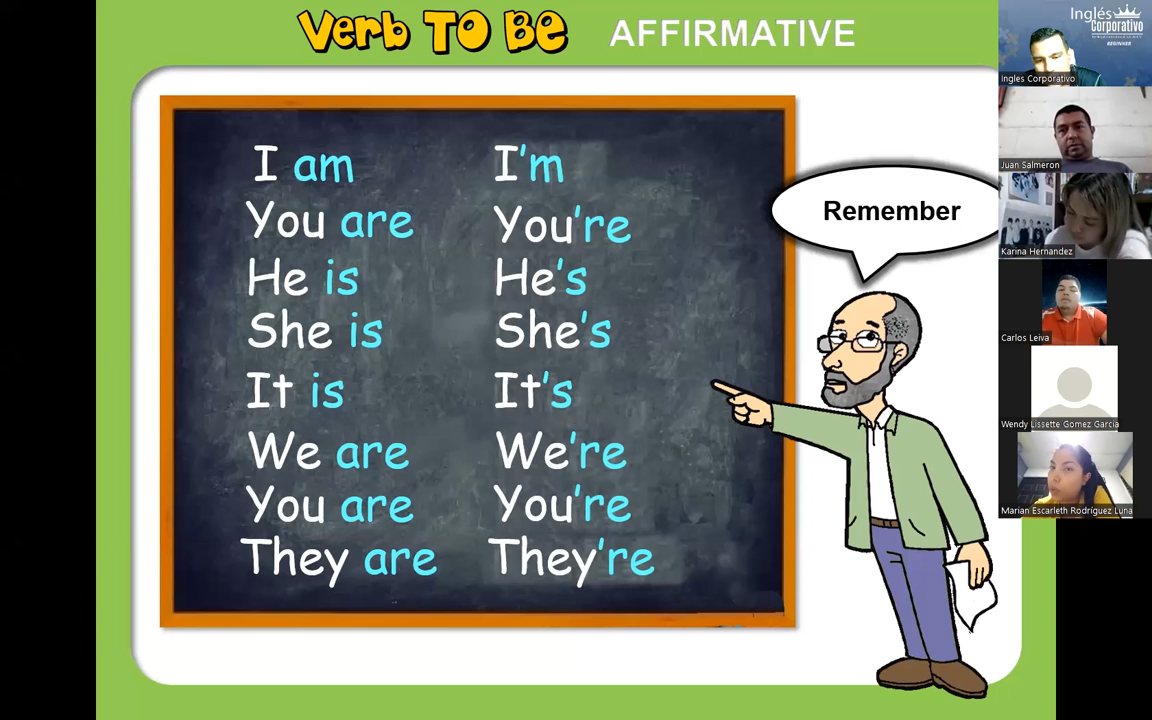 Verb TO BE AFFIRMATIVE
I am I'm
You are You're
He is He's
She is She's
It is It's
We are We're
You are You're
They are They're
Remember
Inglés
Corporativo
BEGINNER
Ingles Corporativo
Juan Salmeron
Karina Hernandez
Carlos Leiva
Wendy Lissette Gomez Garcia
Marian Escarleth Rodríguez Luna